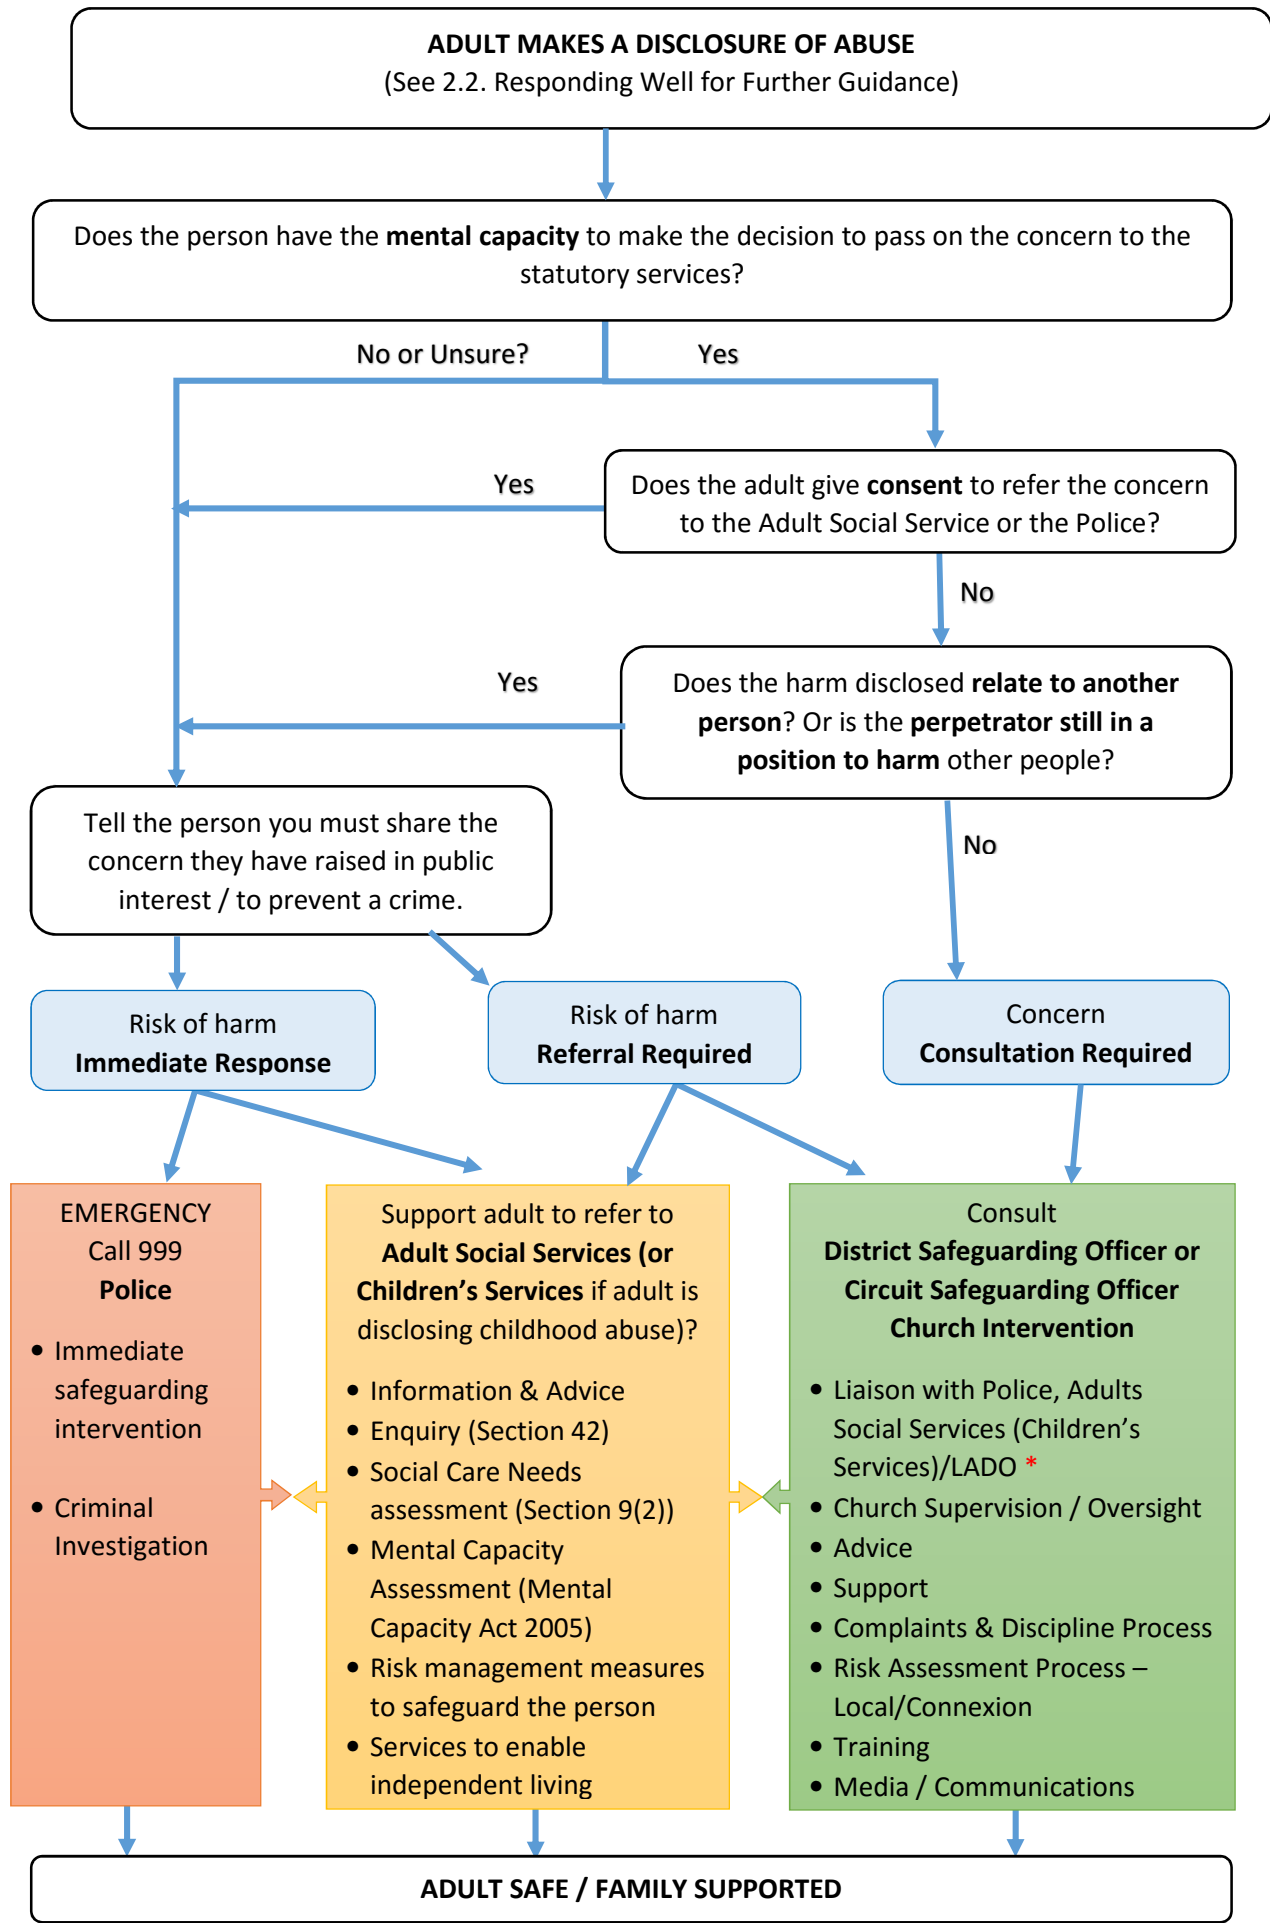 ADULT MAKES A DISCLOSURE OF ABUSE
(See 2.2. Responding Well for Further Guidance)
Does the person have the mental capacity to make the decision to pass on the concern to the
statutory services?
No or Unsure?
Yes
Yes
Does the adult give consent to refer the concern
to the Adult Social Service or the Police?
No
Yes
Does the harm disclosed relate to another
person? Or is the perpetrator still in a
position to harm other people?
Tell the person you must share the
concern they have raised in public
interest / to prevent a crime.
No
Risk of harm
Immediate Response
Risk of harm
Referral Required
Concern
Consultation Required
EMERGENCY
Call 999
Police
• Immediate
safeguarding
intervention
• Criminal
Investigation
Support adult to refer to
Adult Social Services (or
Children’s Services if adult is
disclosing childhood abuse)?
• Information & Advice
• Enquiry (Section 42)
• Social Care Needs
assessment (Section 9(2))
• Mental Capacity
Assessment (Mental
Capacity Act 2005)
• Risk management measures
to safeguard the person
• Services to enable
independent living
Consult
District Safeguarding Officer or
Circuit Safeguarding Officer
Church Intervention
• Liaison with Police, Adults
Social Services (Children’s
Services)/LADO *
• Church Supervision / Oversight
• Advice
• Support
• Complaints & Discipline Process
• Risk Assessment Process –
Local/Connexion
• Training
• Media / Communications
ADULT SAFE / FAMILY SUPPORTED